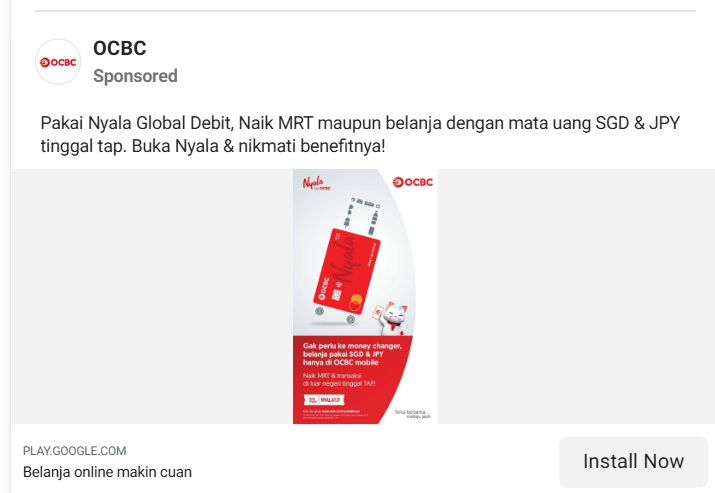 OCBC
OCBC
Sponsored
Pakai Nyala Global Debit, Naik MRT maupun belanja dengan mata uang SGD & JPY
tinggal tap. Buka Nyala & nikmati benefitnya!
Nyala
OCBC
Nyala
OCBC
Gak perlu ke money changer,
belanja pakai SGD & JPY
hanya di OCBC mobile
Naik MRT & transaksi
di luar negeri tinggal TAP!
Terus bersama,
melaju jauh
PLAY.GOOGLE.COM
Belanja online makin cuan
Install Now